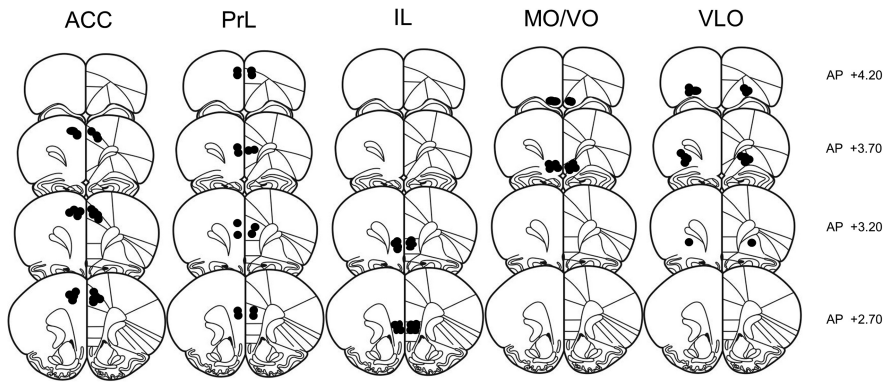 ACC PrL IL MO/VO VLO
AP +4.20
AP +3.70
AP +3.20
AP +2.70